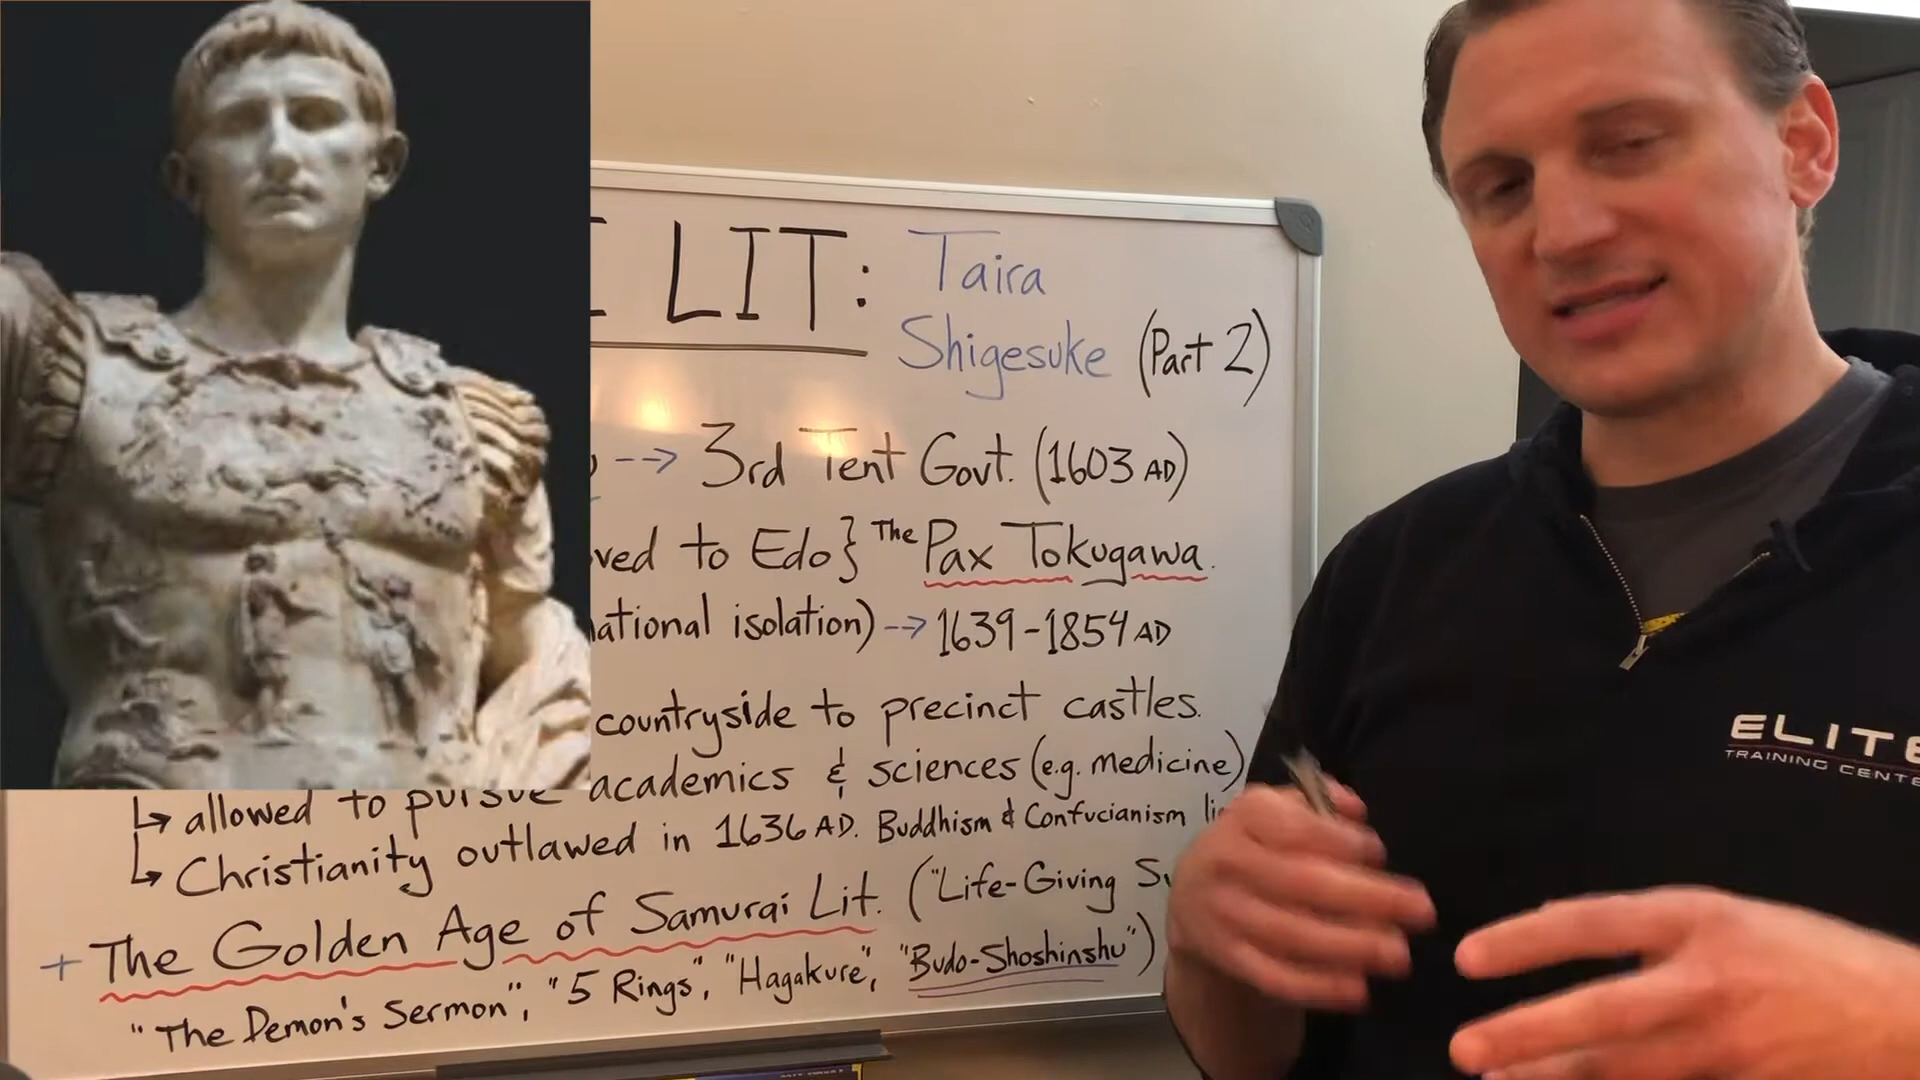 LIT: Taira
Shigesuke (Part 2)
--> 3rd Tent Govt. (1603 AD)
to Edo} The Pax Tokugawa.
isolation) --> 1639-1854 AD
countryside to precinct castles.
↳ allowed to pursue academics & sciences (e.g. medicine)
↳ Christianity outlawed in 1636 AD. Buddhism & Confucianism
+ The Golden Age of Samurai Lit. ("Life-Giving
"The Demon's Sermon", "5 Rings", "Hagakure", "Budo-Shoshinshu")
ELITE
TRAINING CENTE